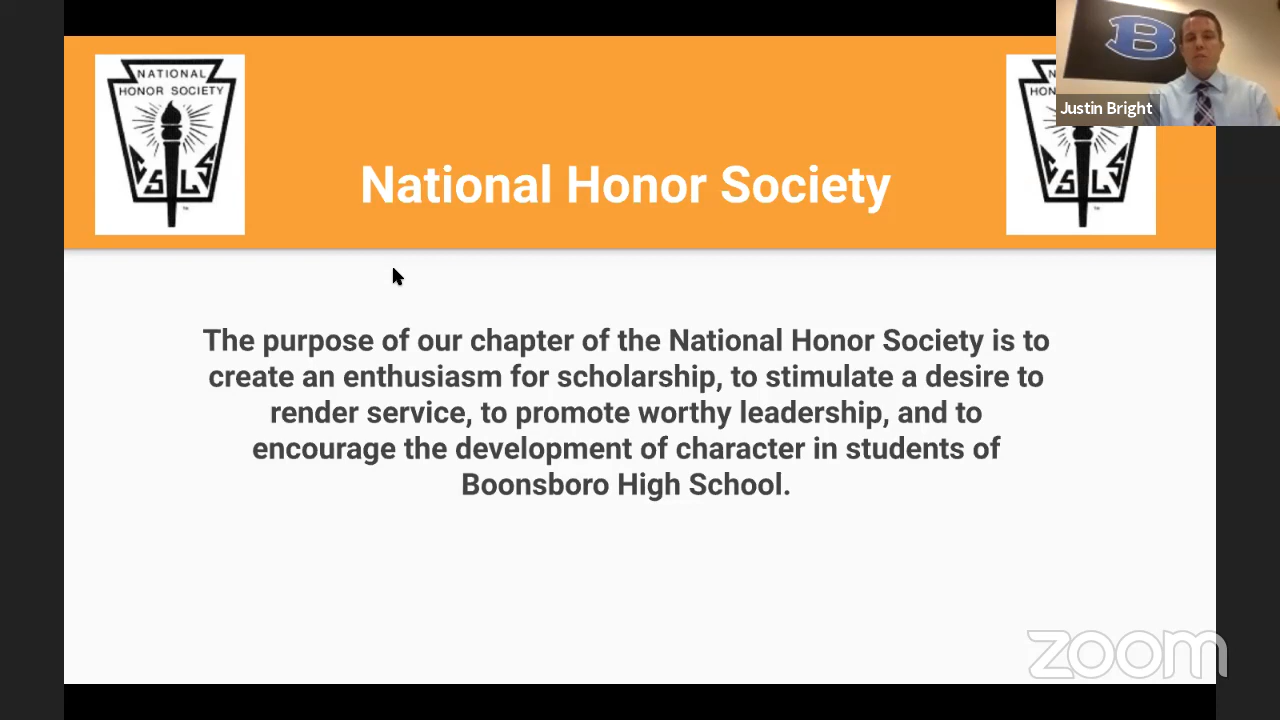 NATIONAL
HONOR SOCIETY
C S L S
B
Justin Bright
National Honor Society
The purpose of our chapter of the National Honor Society is to
create an enthusiasm for scholarship, to stimulate a desire to
render service, to promote worthy leadership, and to
encourage the development of character in students of
Boonsboro High School.
zoom